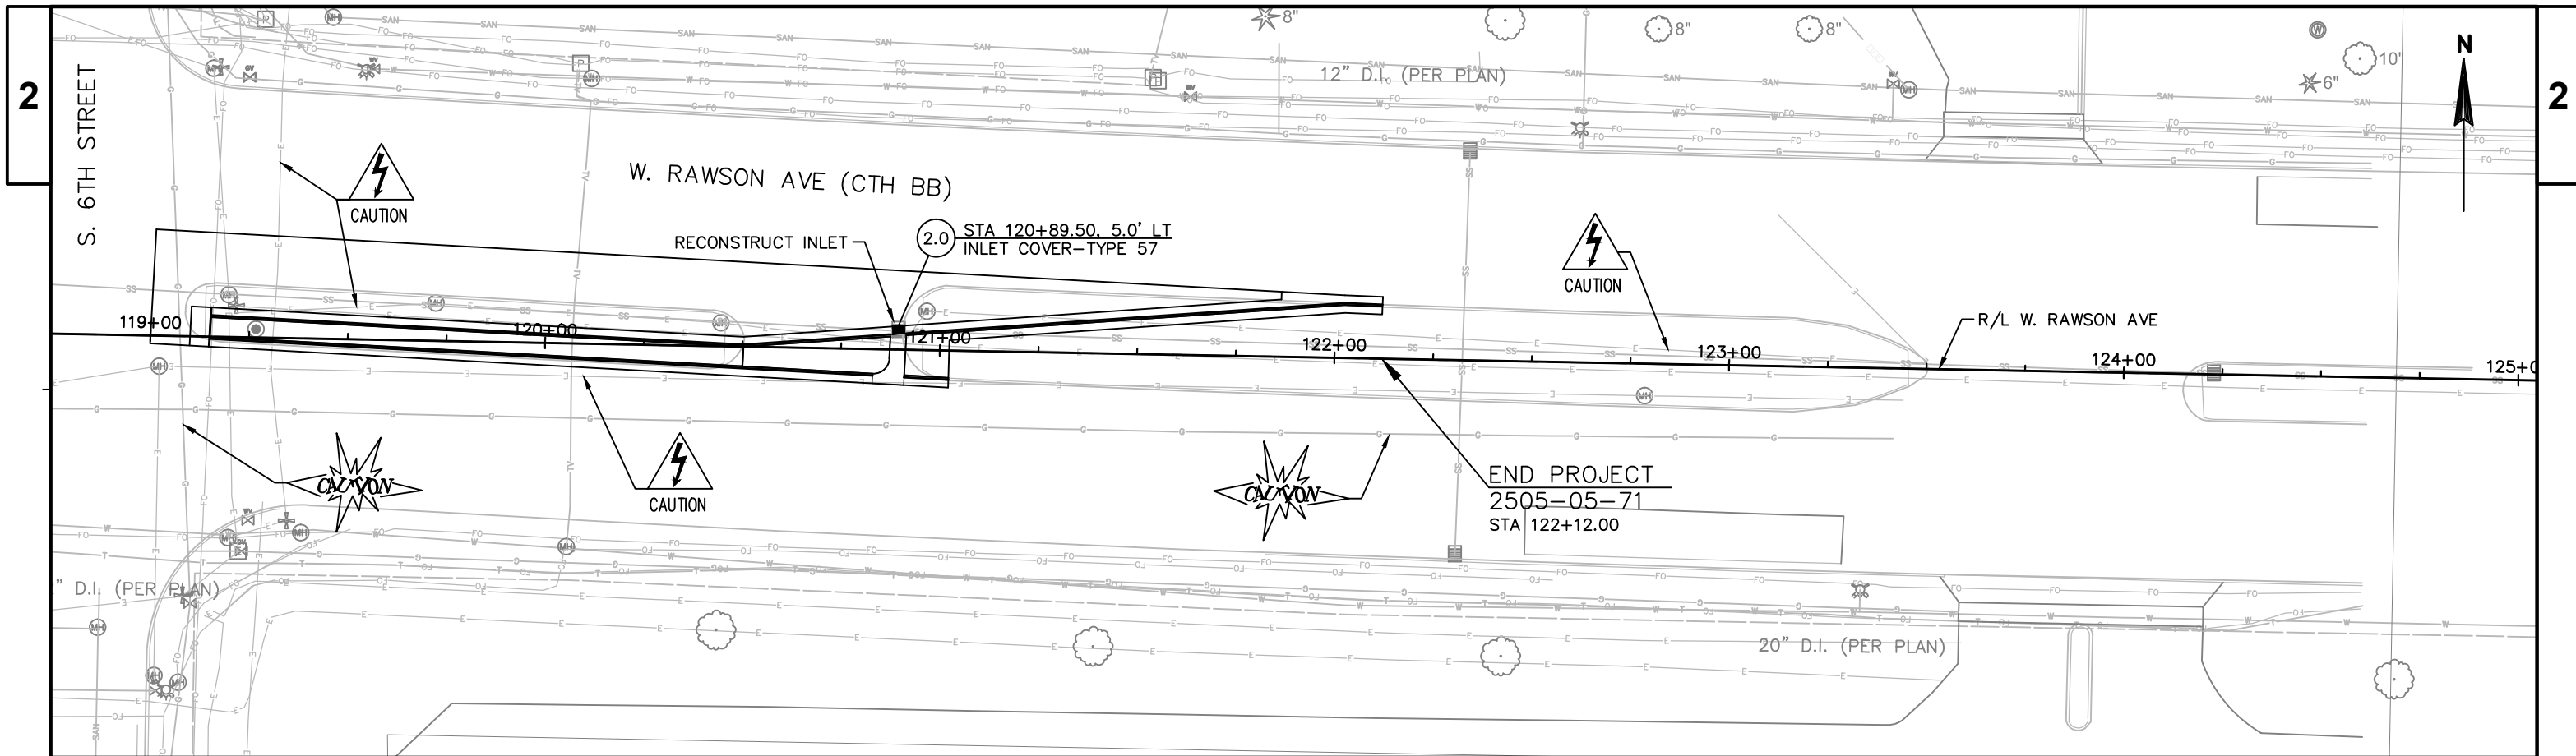 2
S. 6TH STREET
8"
8"
8"
10"
6"
12" D.I. (PER PLAN)
N
2
W. RAWSON AVE (CTH BB)
CAUTION
RECONSTRUCT INLET
2.0
STA 120+89.50, 5.0' LT
INLET COVER-TYPE 57
CAUTION
119+00
120+00
121+00
122+00
123+00
124+00
125+0
R/L W. RAWSON AVE
CAUTION
CAUTION
CAUTION
END PROJECT
2505-05-71
STA 122+12.00
" D.I. (PER PLAN)
20" D.I. (PER PLAN)